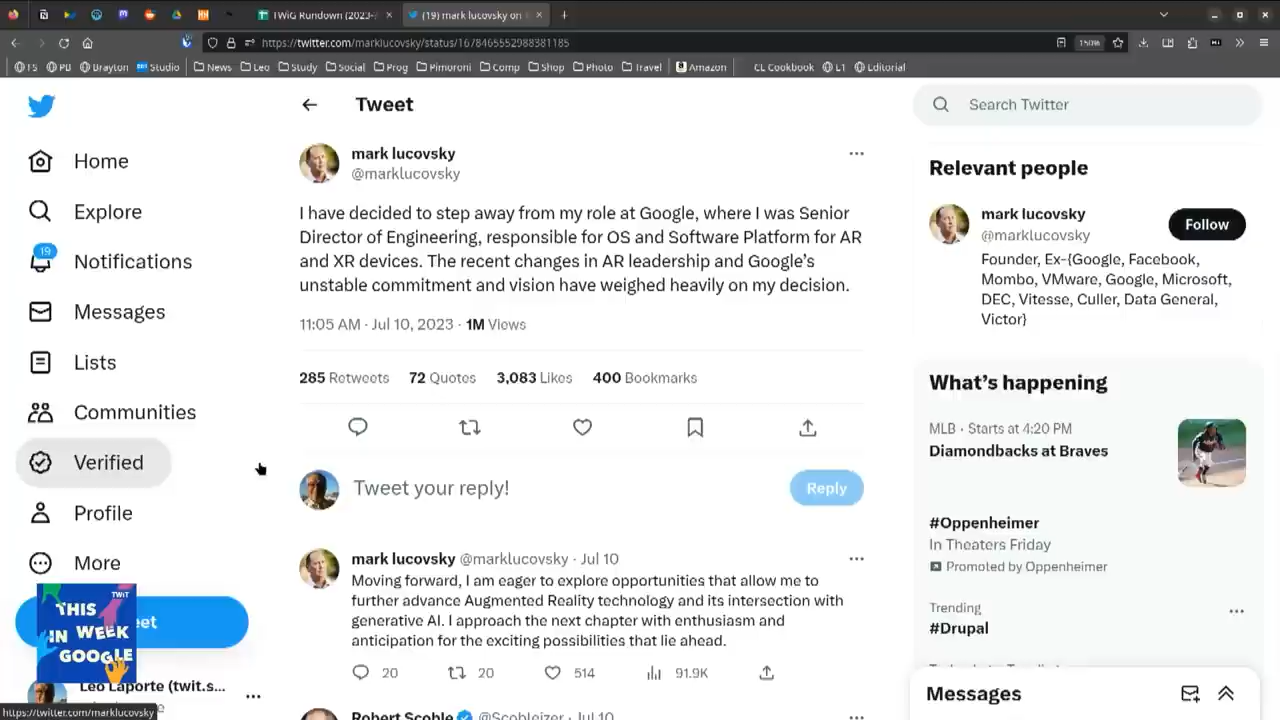 TWiG Rundown (2023-
(19) mark lucovsky on
https://twitter.com/marklucovsky/status/1678465552988381185
150%
TS
PB
Brayton
Studio
News
Leo
Study
Social
Prog
Pimoroni
Comp
Shop
Photo
Travel
Amazon
CL Cookbook
L1
Editorial
Home
Explore
19
Notifications
Messages
Lists
Communities
Verified
Profile
More
eet
TWiT
THIS
IN WEEK
GOOGLE
Leo Laporte (twit.s...
https://twitter.com/marklucovsky
Tweet
mark lucovsky
@marklucovsky
I have decided to step away from my role at Google, where I was Senior
Director of Engineering, responsible for OS and Software Platform for AR
and XR devices. The recent changes in AR leadership and Google's
unstable commitment and vision have weighed heavily on my decision.
11:05 AM · Jul 10, 2023 · 1M Views
285 Retweets 72 Quotes 3,083 Likes 400 Bookmarks
Tweet your reply!
Reply
mark lucovsky @marklucovsky · Jul 10
Moving forward, I am eager to explore opportunities that allow me to
further advance Augmented Reality technology and its intersection with
generative AI. I approach the next chapter with enthusiasm and
anticipation for the exciting possibilities that lie ahead.
20 20 514 91.9K
Robert Scoble @Scobleizer · Jul 10
Search Twitter
Relevant people
mark lucovsky
@marklucovsky
Follow
Founder, Ex-{Google, Facebook,
Mombo, VMware, Google, Microsoft,
DEC, Vitesse, Culler, Data General,
Victor}
What's happening
MLB · Starts at 4:20 PM
Diamondbacks at Braves
#Oppenheimer
In Theaters Friday
Promoted by Oppenheimer
Trending
#Drupal
Messages